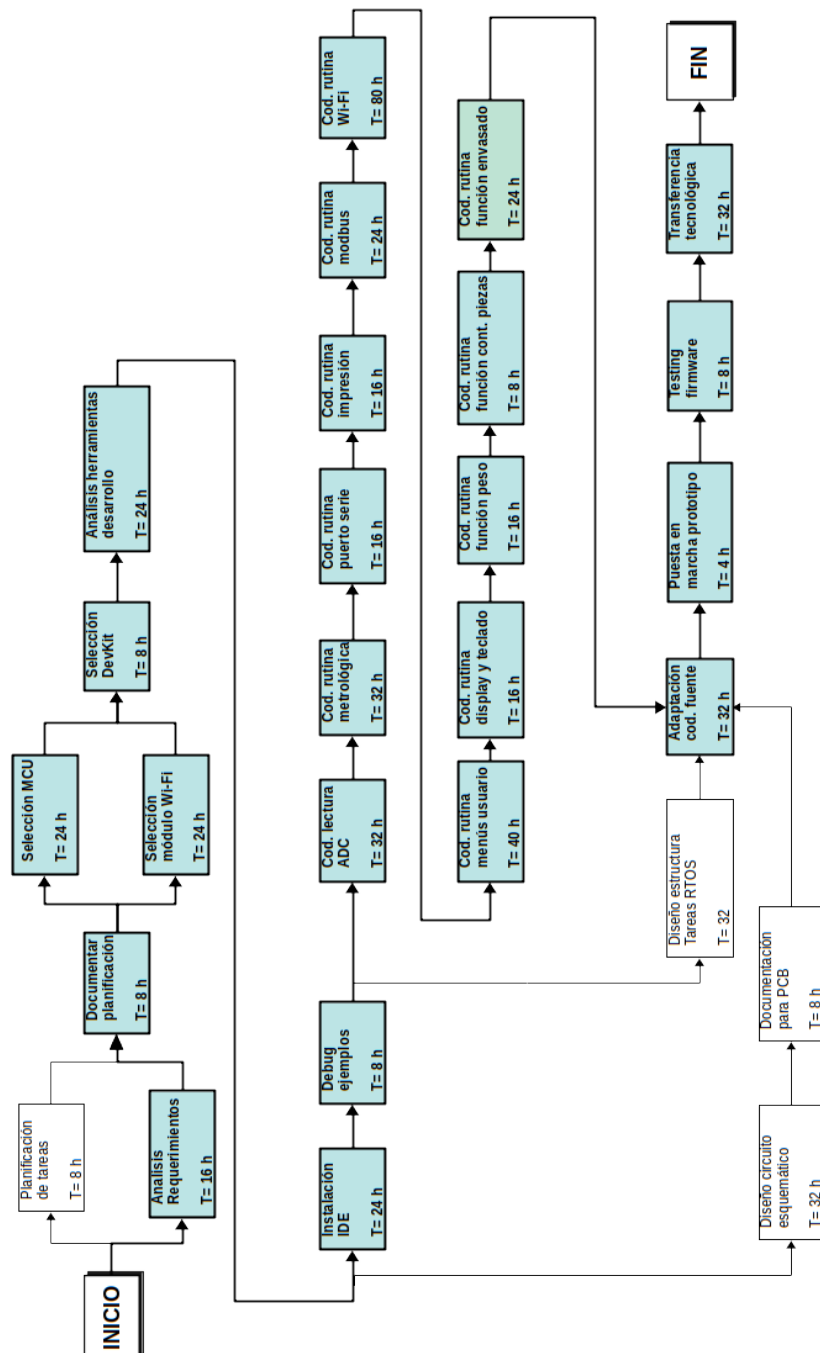 INICIO
Planificación
de tareas
T= 8 h
Analisis
Requerimientos
T= 16 h
Documentar
planificación
T= 8 h
Selección MCU
T= 24 h
Selección
módulo Wi-Fi
T= 24 h
Selección
DevKit
T= 8 h
Análisis herramientas
desarrollo
T= 24 h
Instalación
IDE
T= 24 h
Debug
ejemplos
T= 8 h
Cod. lectura
ADC
T= 32 h
Cod. rutina
metrológica
T= 32 h
Cod. rutina
puerto serie
T= 16 h
Cod. rutina
impresión
T= 16 h
Cod. rutina
modbus
T= 24 h
Cod. rutina
Wi-Fi
T= 80 h
Cod. rutina
menús usuario
T= 40 h
Cod. rutina
display y teclado
T= 16 h
Cod. rutina
función peso
T= 16 h
Cod. rutina
función cont. piezas
T= 8 h
Cod. rutina
función envasado
T= 24 h
Diseño estructura
Tareas RTOS
T= 32
Adaptación
cod. fuente
T= 32 h
Puesta en
marcha prototipo
T= 4 h
Testing
firmware
T= 8 h
Transferencia
tecnológica
T= 32 h
FIN
Diseño circuito
esquemático
T= 32 h
Documentación
para PCB
T= 8 h